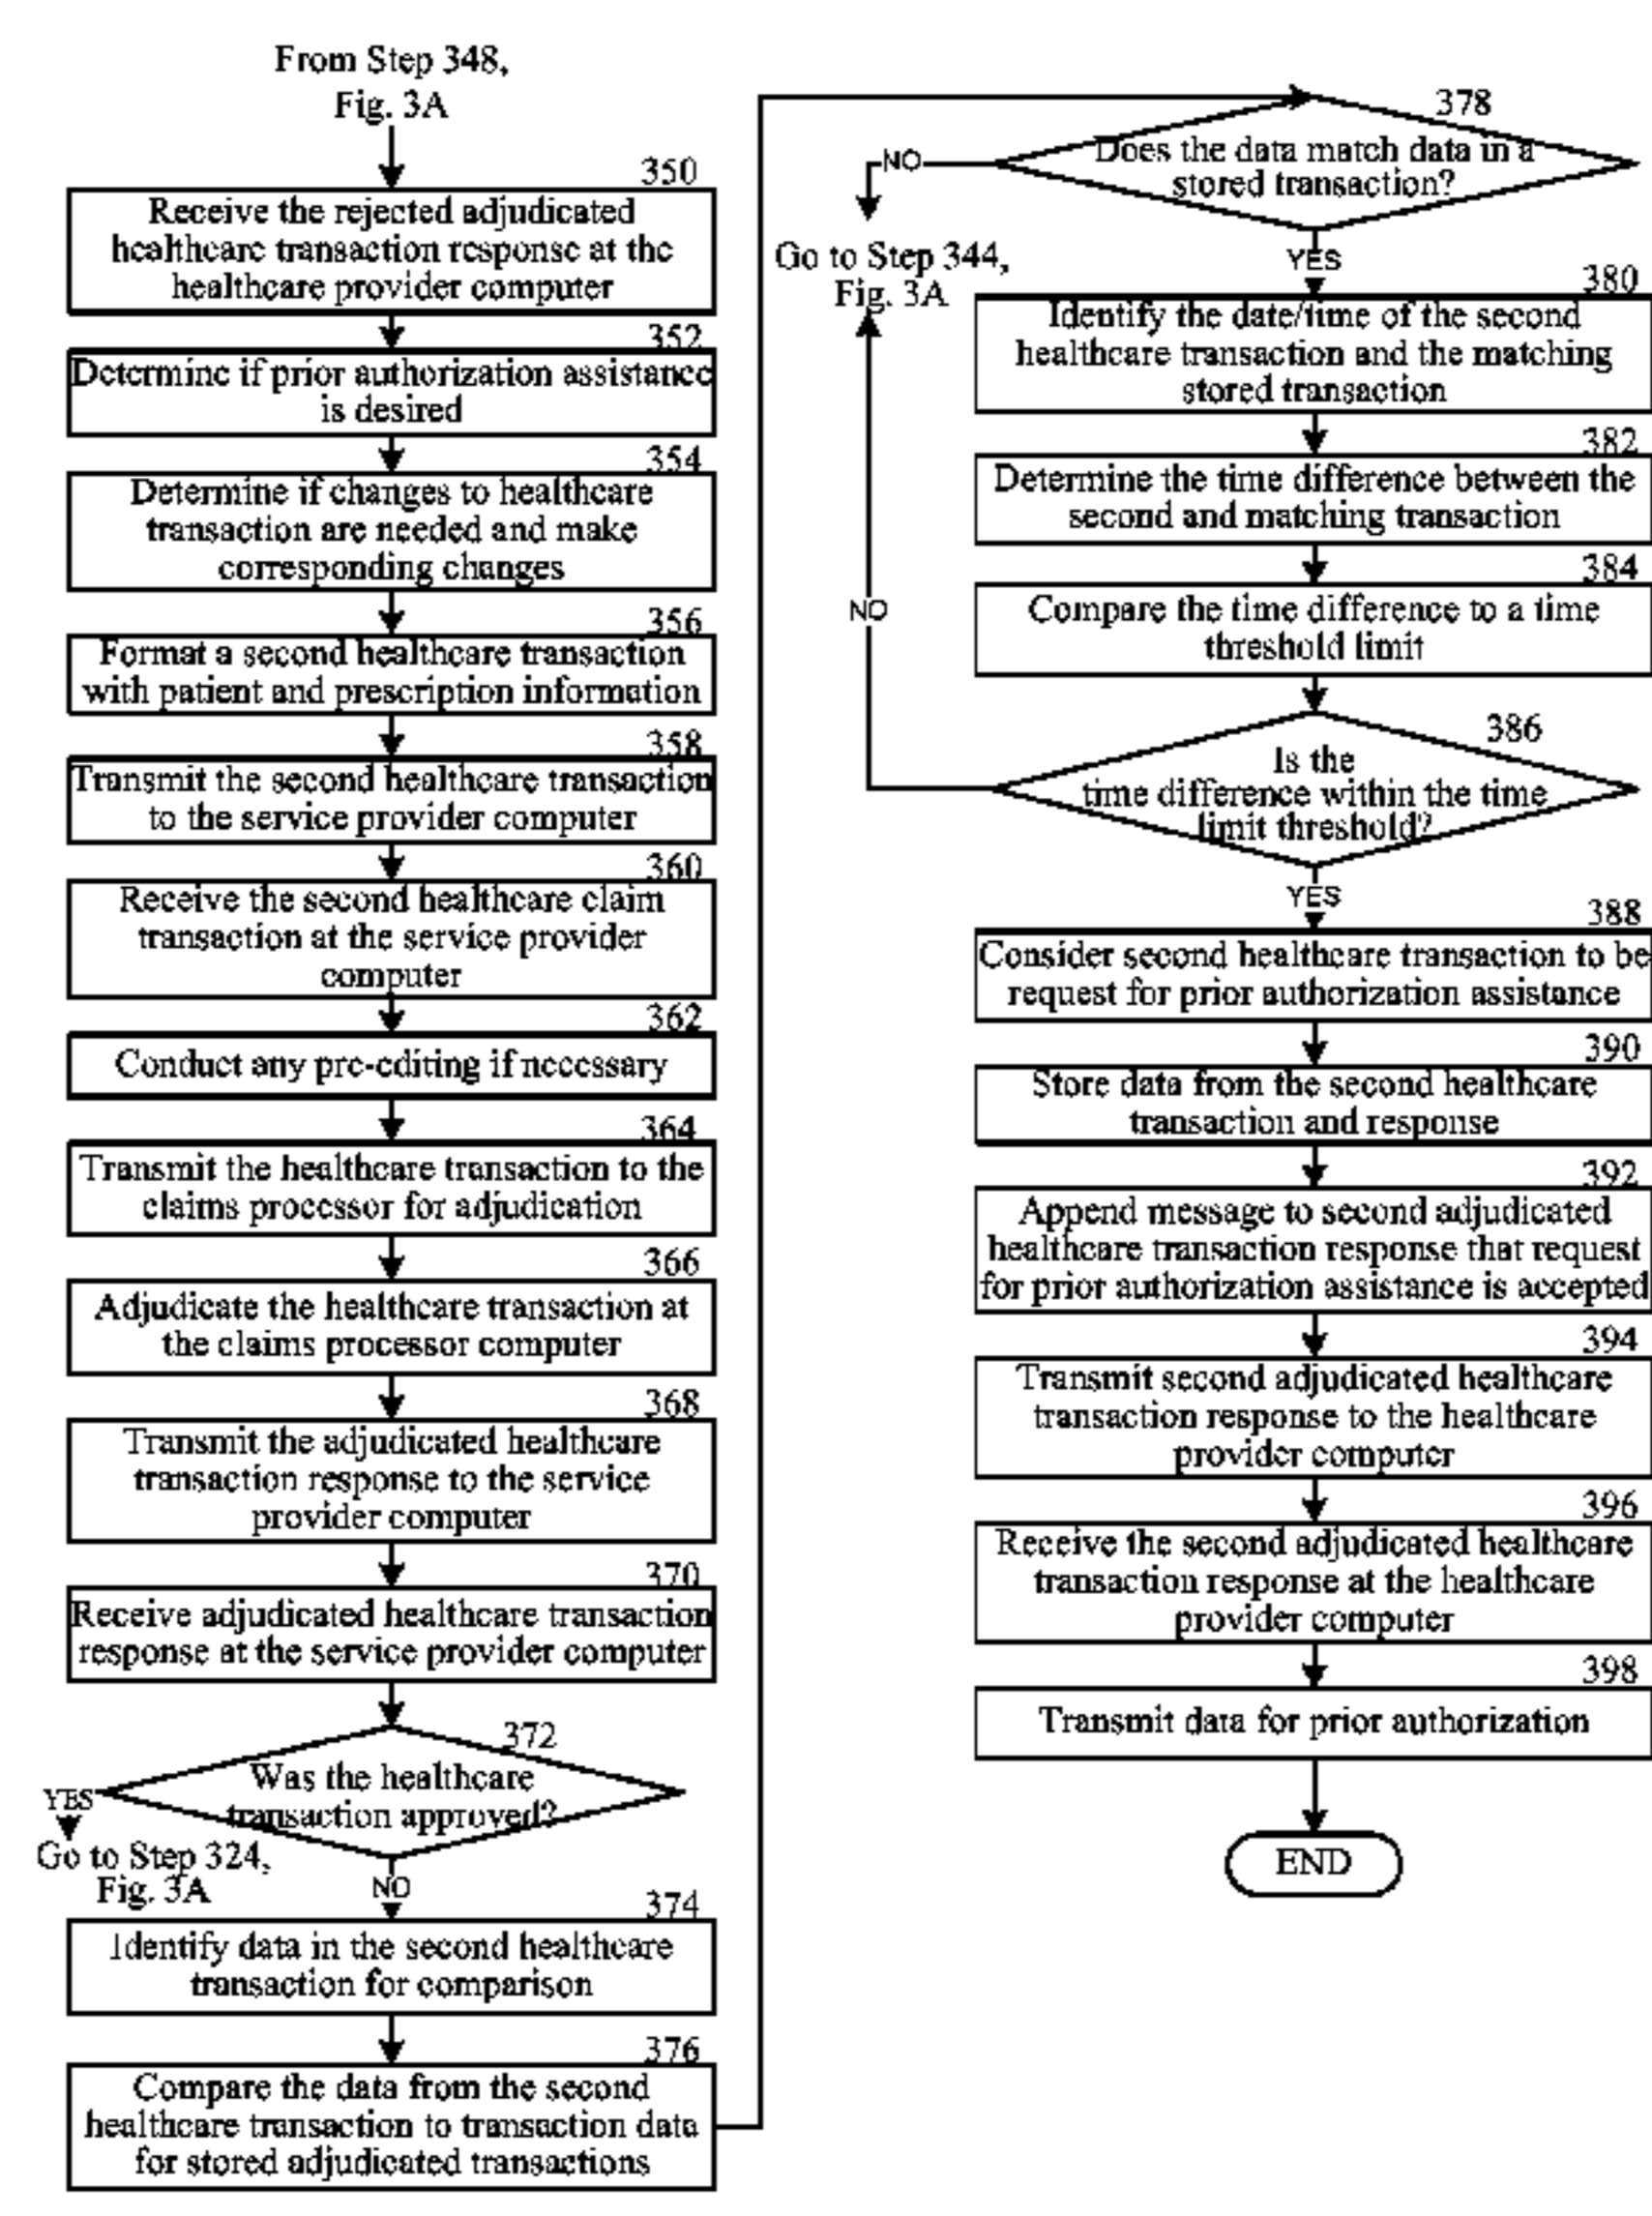 From Step 348,
Fig. 3A
350
Receive the rejected adjudicated
healthcare transaction response at the
healthcare provider computer
352
Determine if prior authorization assistance
is desired
354
Determine if changes to healthcare
transaction are needed and make
corresponding changes
356
Format a second healthcare transaction
with patient and prescription information
358
Transmit the second healthcare transaction
to the service provider computer
360
Receive the second healthcare claim
transaction at the service provider
computer
362
Conduct any pre-editing if necessary
364
Transmit the healthcare transaction to the
claims processor for adjudication
366
Adjudicate the healthcare transaction at
the claims processor computer
368
Transmit the adjudicated healthcare
transaction response to the service
provider computer
370
Receive adjudicated healthcare transaction
response at the service provider computer
372
Was the healthcare
transaction approved?
YES
Go to Step 324,
Fig. 3A
NO
374
Identify data in the second healthcare
transaction for comparison
376
Compare the data from the second
healthcare transaction to transaction data
for stored adjudicated transactions
378
Does the data match data in a
stored transaction?
NO
Go to Step 344,
Fig. 3A
YES
380
Identify the date/time of the second
healthcare transaction and the matching
stored transaction
382
Determine the time difference between the
second and matching transaction
384
Compare the time difference to a time
threshold limit
386
Is the
time difference within the time
limit threshold?
NO
YES
388
Consider second healthcare transaction to be
request for prior authorization assistance
390
Store data from the second healthcare
transaction and response
392
Append message to second adjudicated
healthcare transaction response that request
for prior authorization assistance is accepted
394
Transmit second adjudicated healthcare
transaction response to the healthcare
provider computer
396
Receive the second adjudicated healthcare
transaction response at the healthcare
provider computer
398
Transmit data for prior authorization
END